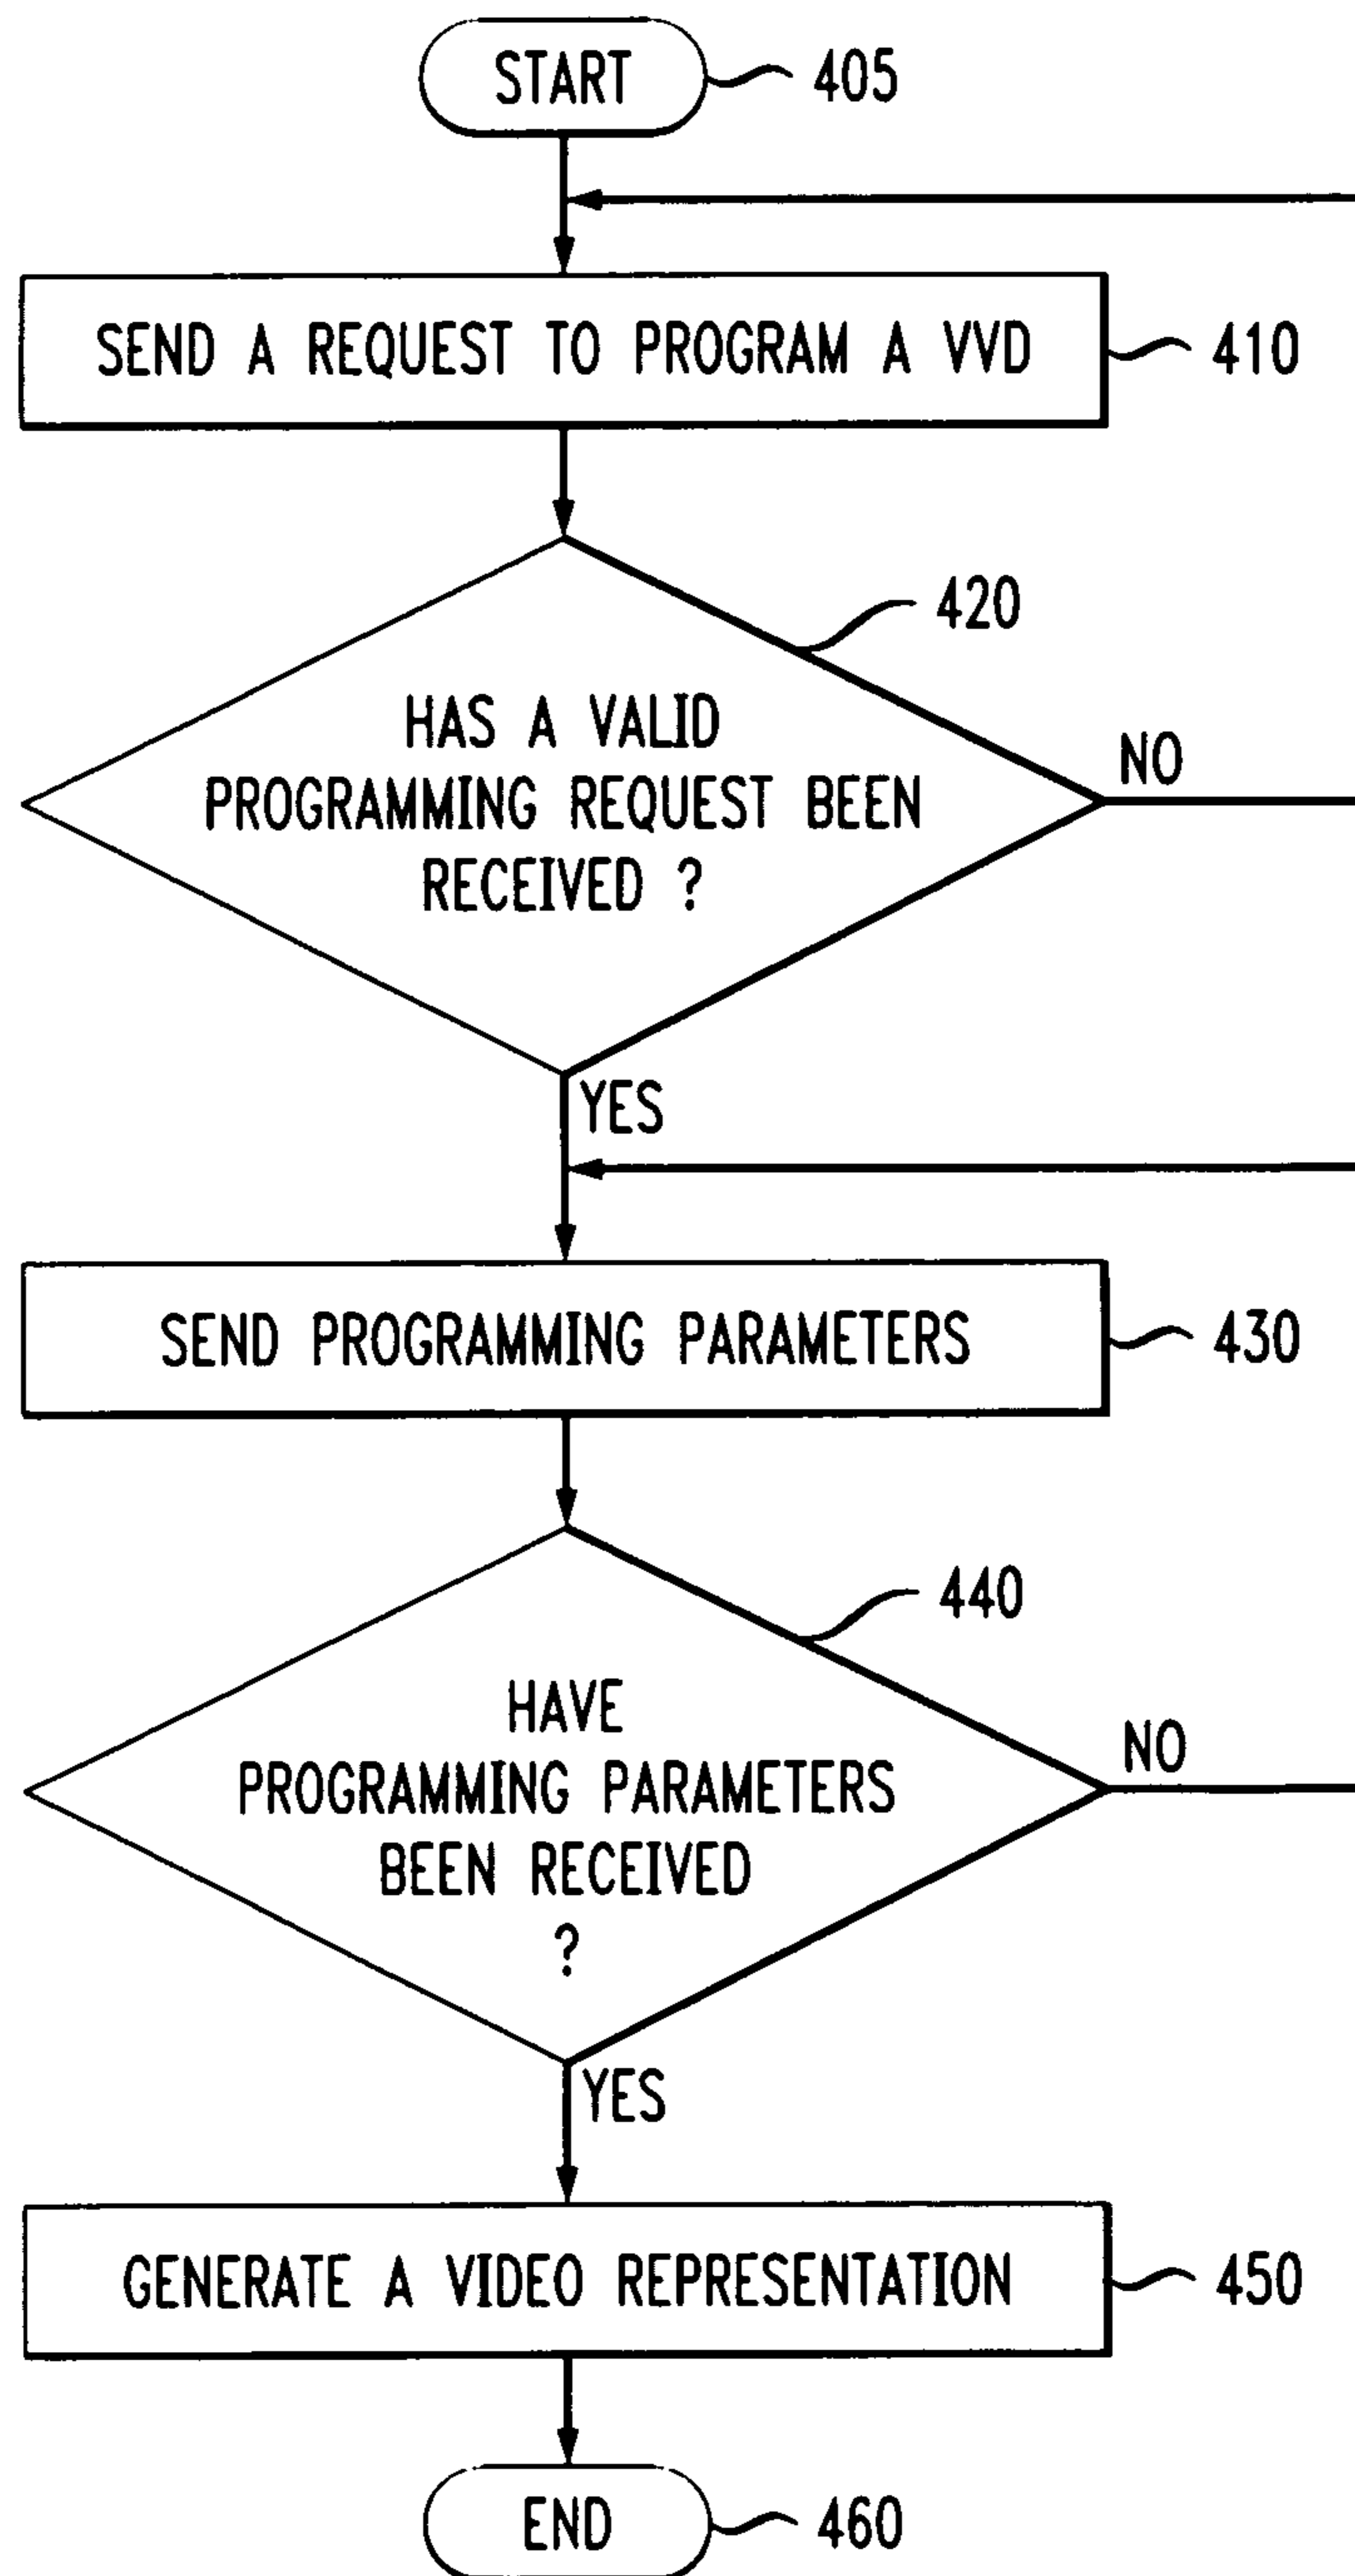 START
405
SEND A REQUEST TO PROGRAM A VVD
410
420
HAS A VALID
PROGRAMMING REQUEST BEEN
RECEIVED ?
NO
YES
SEND PROGRAMMING PARAMETERS
430
440
HAVE
PROGRAMMING PARAMETERS
BEEN RECEIVED
?
NO
YES
GENERATE A VIDEO REPRESENTATION
450
END
460